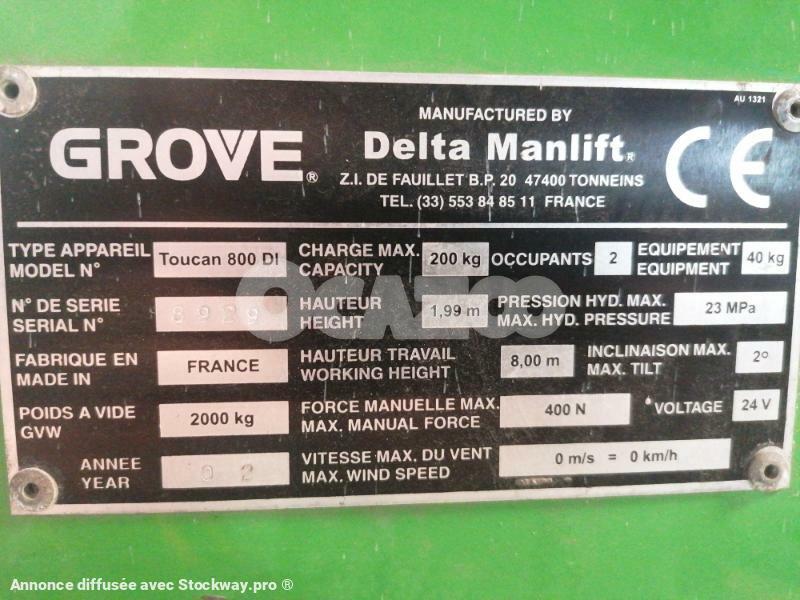 AU 1321
GROVE®
MANUFACTURED BY
Delta Manlift®
Z.I. DE FAUILLET B.P. 20 47400 TONNEINS
TEL. (33) 553 84 85 11 FRANCE
CE
TYPE APPAREIL
MODEL N°
Toucan 800 DI
CHARGE MAX.
CAPACITY
200 kg
OCCUPANTS
2
EQUIPEMENT
EQUIPMENT
40 kg
N° DE SERIE
SERIAL N°
8929
HAUTEUR
HEIGHT
1,99 m
PRESSION HYD. MAX.
MAX. HYD. PRESSURE
23 MPa
FABRIQUE EN
MADE IN
FRANCE
HAUTEUR TRAVAIL
WORKING HEIGHT
8,00 m
INCLINAISON MAX.
MAX. TILT
2°
POIDS A VIDE
GVW
2000 kg
FORCE MANUELLE MAX.
MAX. MANUAL FORCE
400 N
VOLTAGE
24 V
ANNEE
YEAR
02
VITESSE MAX. DU VENT
MAX. WIND SPEED
0 m/s = 0 km/h
OCAZOO
Annonce diffusée avec Stockway.pro ®